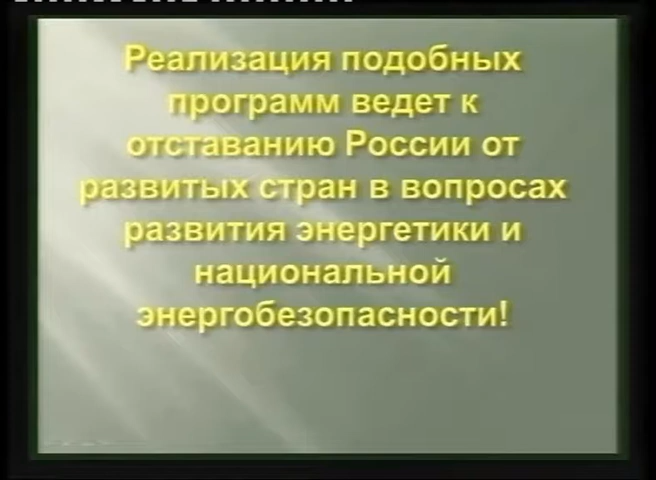 Реализация подобных
программ ведет к
отставанию России от
развитых стран в вопросах
развития энергетики и
национальной
энергобезопасности!